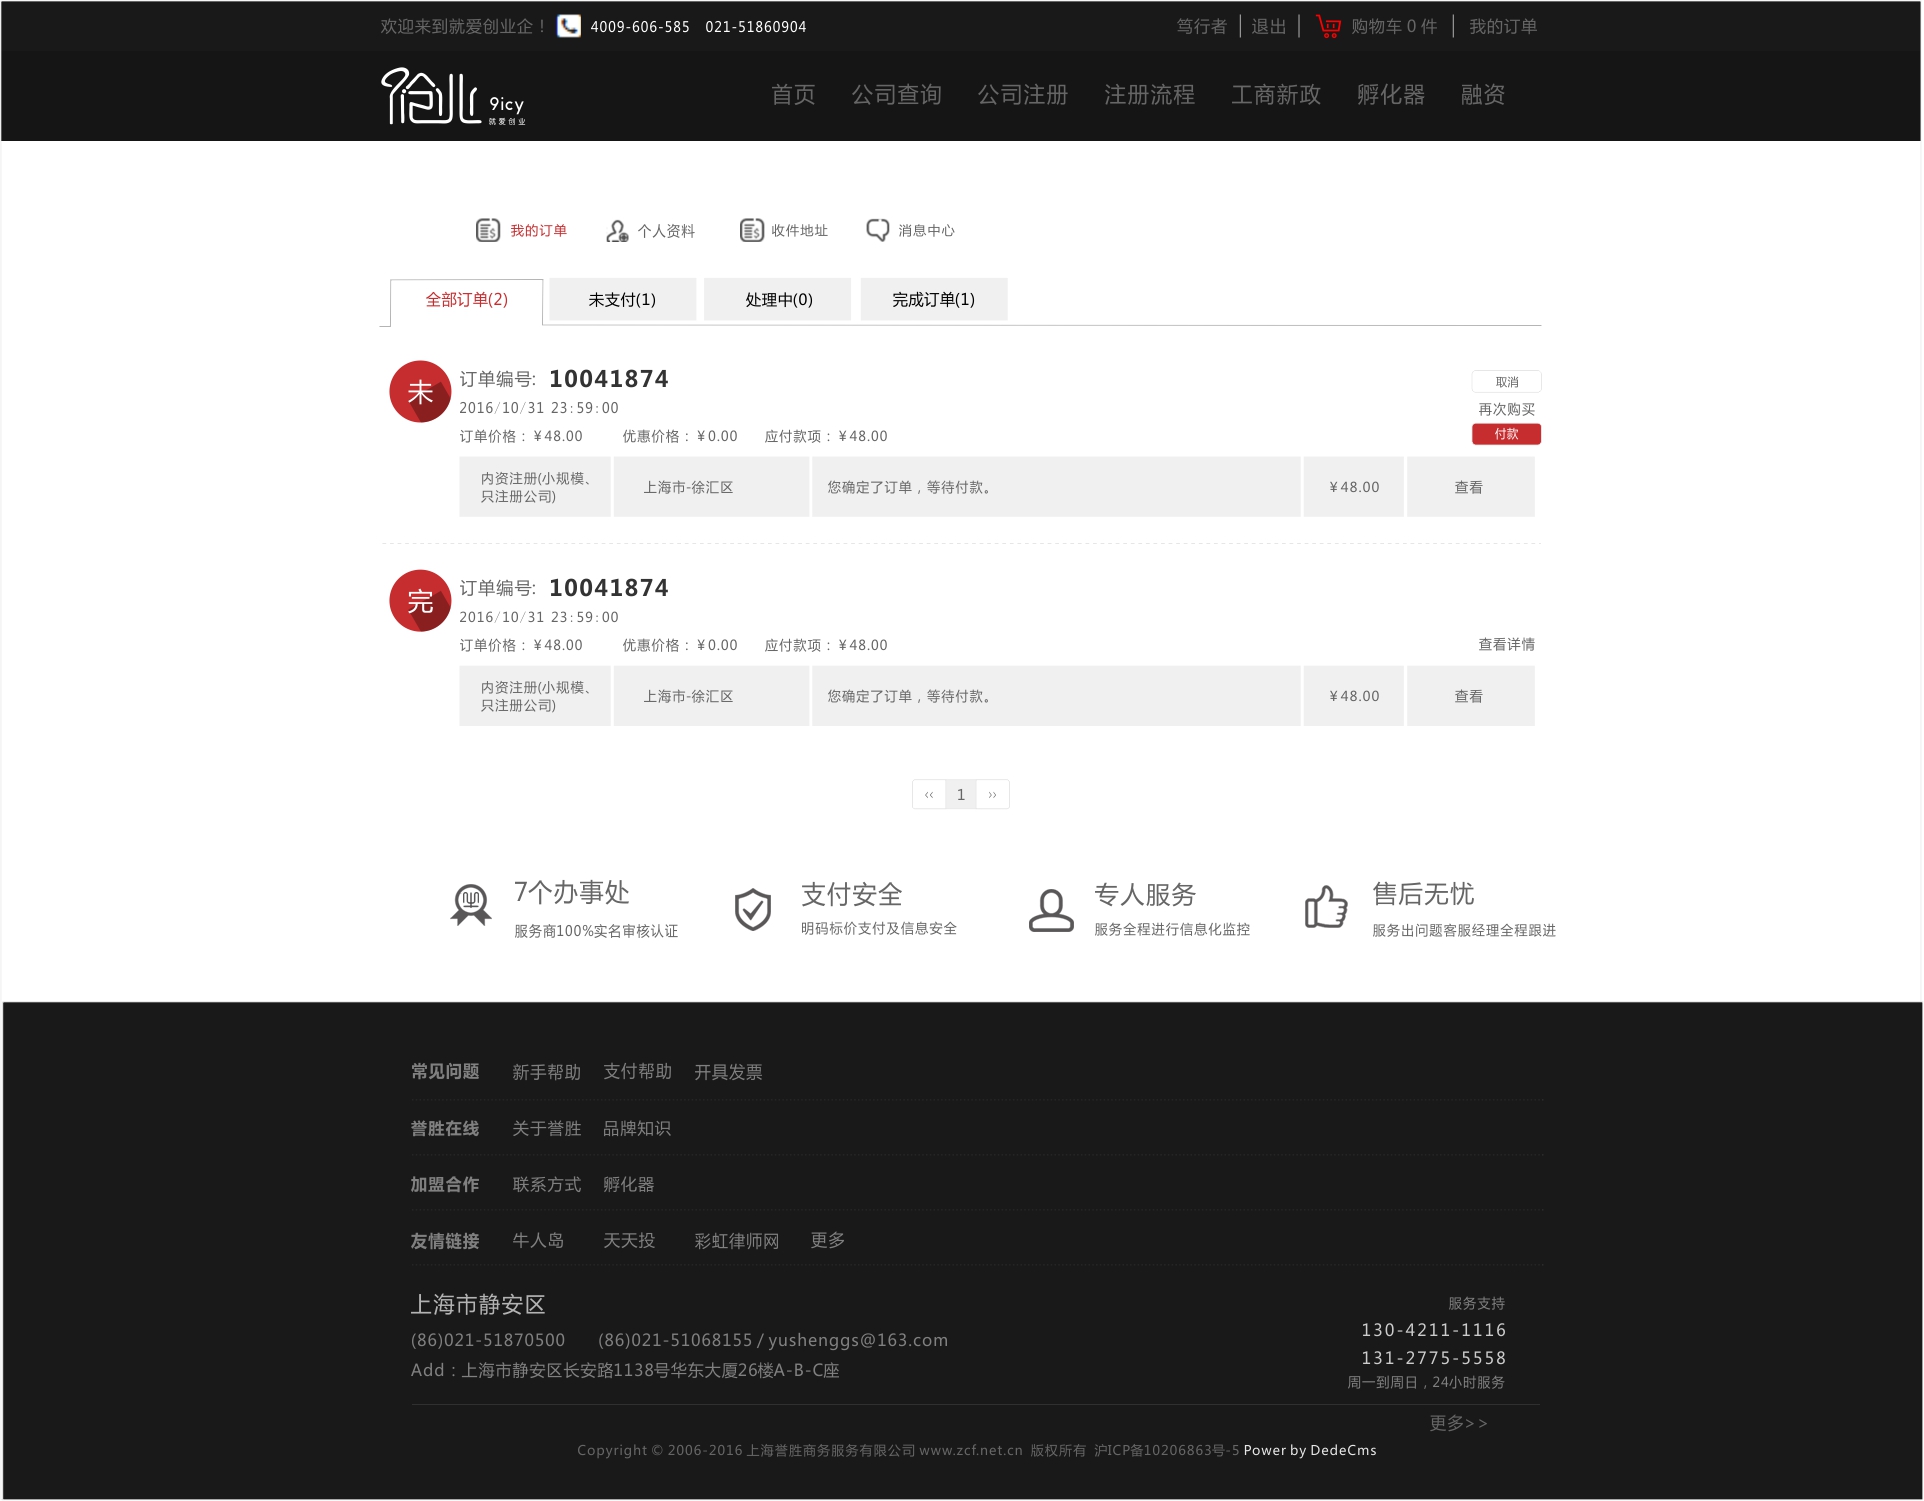 欢迎来到就爱创业企！ 4009-606-585 021-51860904 笃行者 退出 购物车 0 件 我的订单
9icy
就爱创业
首页 公司查询 公司注册 注册流程 工商新政 孵化器 融资
我的订单 个人资料 收件地址 消息中心
全部订单(2) 未支付(1) 处理中(0) 完成订单(1)
未 订单编号: 10041874 取消
2016/10/31 23:59:00 再次购买
订单价格：¥48.00 优惠价格：¥0.00 应付款项：¥48.00 付款
内资注册(小规模、
只注册公司) 上海市-徐汇区 您确定了订单，等待付款。 ¥48.00 查看
完 订单编号: 10041874
2016/10/31 23:59:00
订单价格：¥48.00 优惠价格：¥0.00 应付款项：¥48.00 查看详情
内资注册(小规模、
只注册公司) 上海市-徐汇区 您确定了订单，等待付款。 ¥48.00 查看
‹‹ 1 ››
7个办事处 支付安全 专人服务 售后无忧
服务商100%实名审核认证 明码标价支付及信息安全 服务全程进行信息化监控 服务出问题客服经理全程跟进
常见问题 新手帮助 支付帮助 开具发票
誉胜在线 关于誉胜 品牌知识
加盟合作 联系方式 孵化器
友情链接 牛人岛 天天投 彩虹律师网 更多
上海市静安区 服务支持
(86)021-51870500 (86)021-51068155 / yushenggs@163.com 130-4211-1116
131-2775-5558
Add：上海市静安区长安路1138号华东大厦26楼A-B-C座
周一到周日，24小时服务
更多>>
Copyright © 2006-2016 上海誉胜商务服务有限公司 www.zcf.net.cn 版权所有 沪ICP备10206863号-5 Power by DedeCms